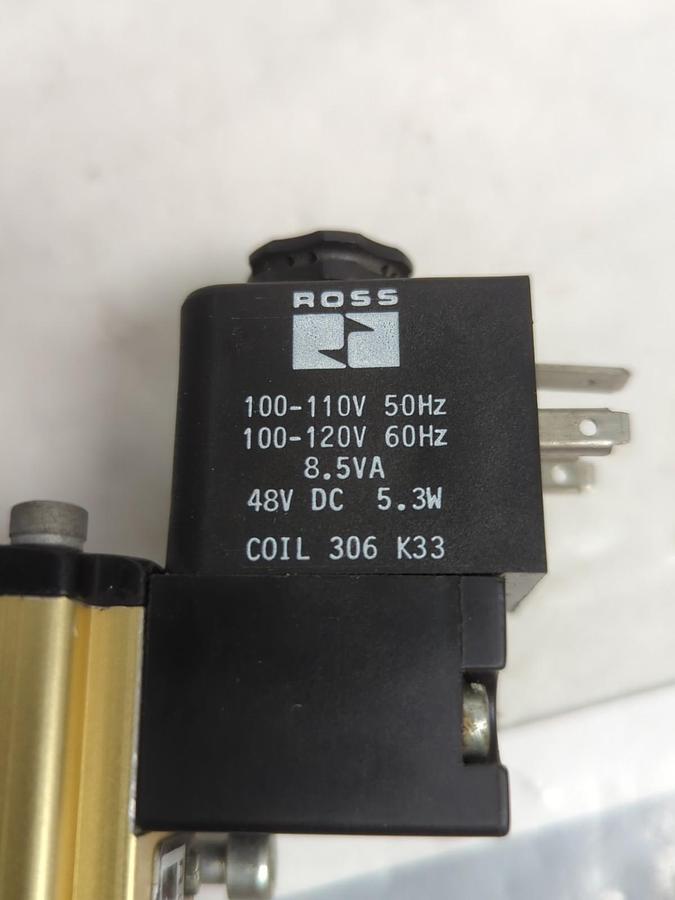 ROSS
100-110V 50Hz
100-120V 60Hz
8.5VA
48V DC 5.3W
COIL 306 K33